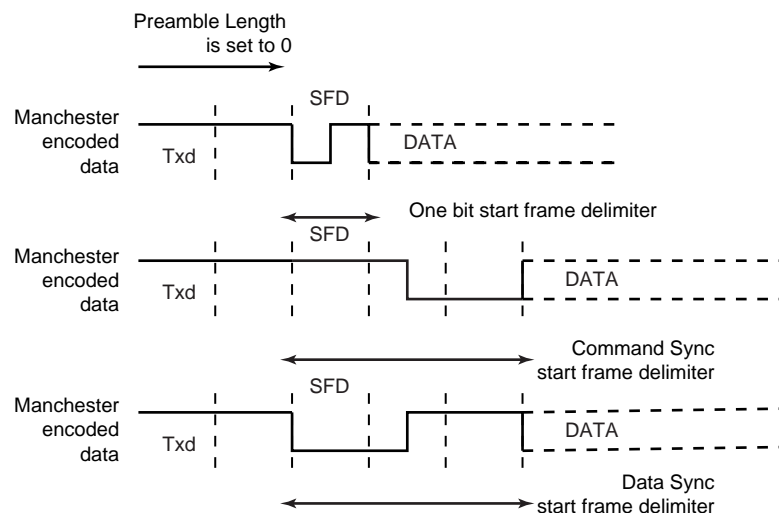 Preamble Length
is set to 0
SFD
Manchester
encoded
data
Txd
DATA
One bit start frame delimiter
SFD
Manchester
encoded
data
Txd
DATA
Command Sync
start frame delimiter
SFD
Manchester
encoded
data
Txd
DATA
Data Sync
start frame delimiter